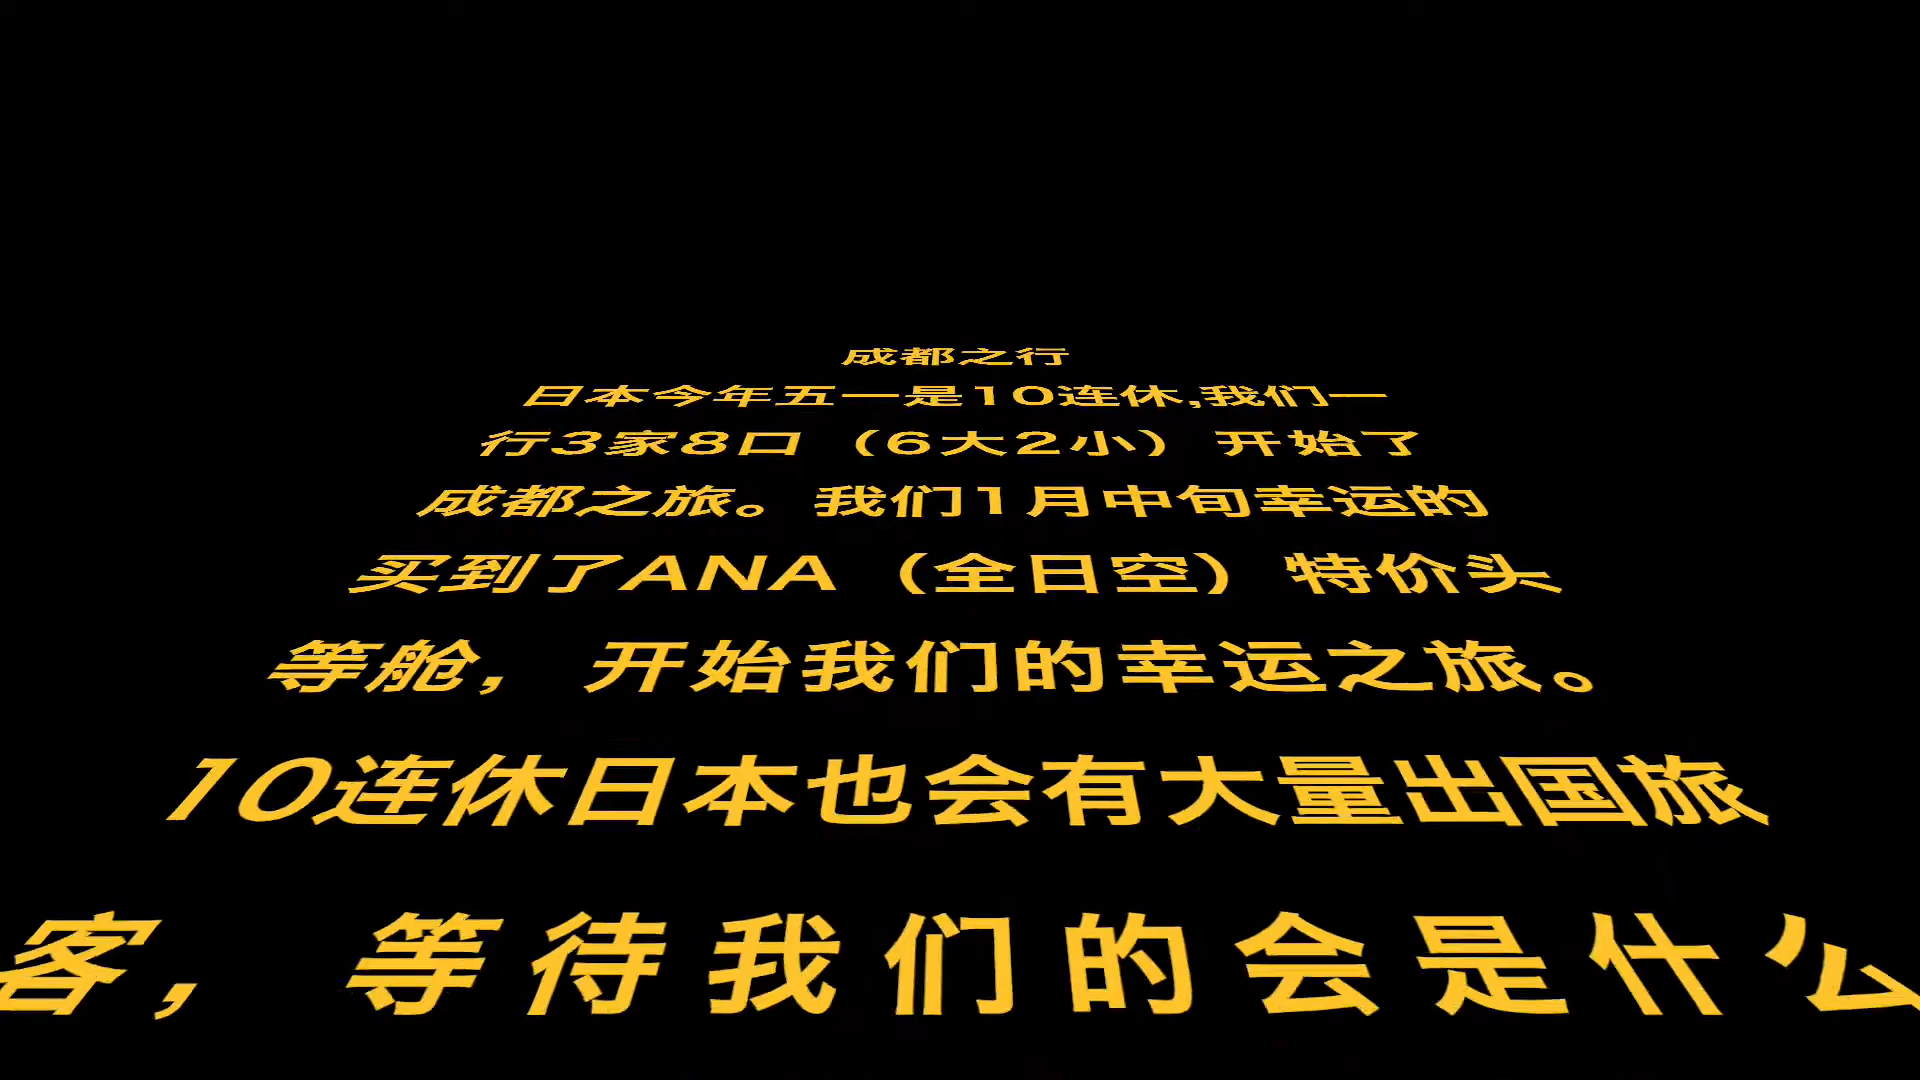 成都之行
日本今年五一是10连休,我们一
行3家8口（6大2小）开始了
成都之旅。我们1月中旬幸运的
买到了ANA（全日空）特价头
等舱，开始我们的幸运之旅。
10连休日本也会有大量出国旅
客，等待我们的会是什么